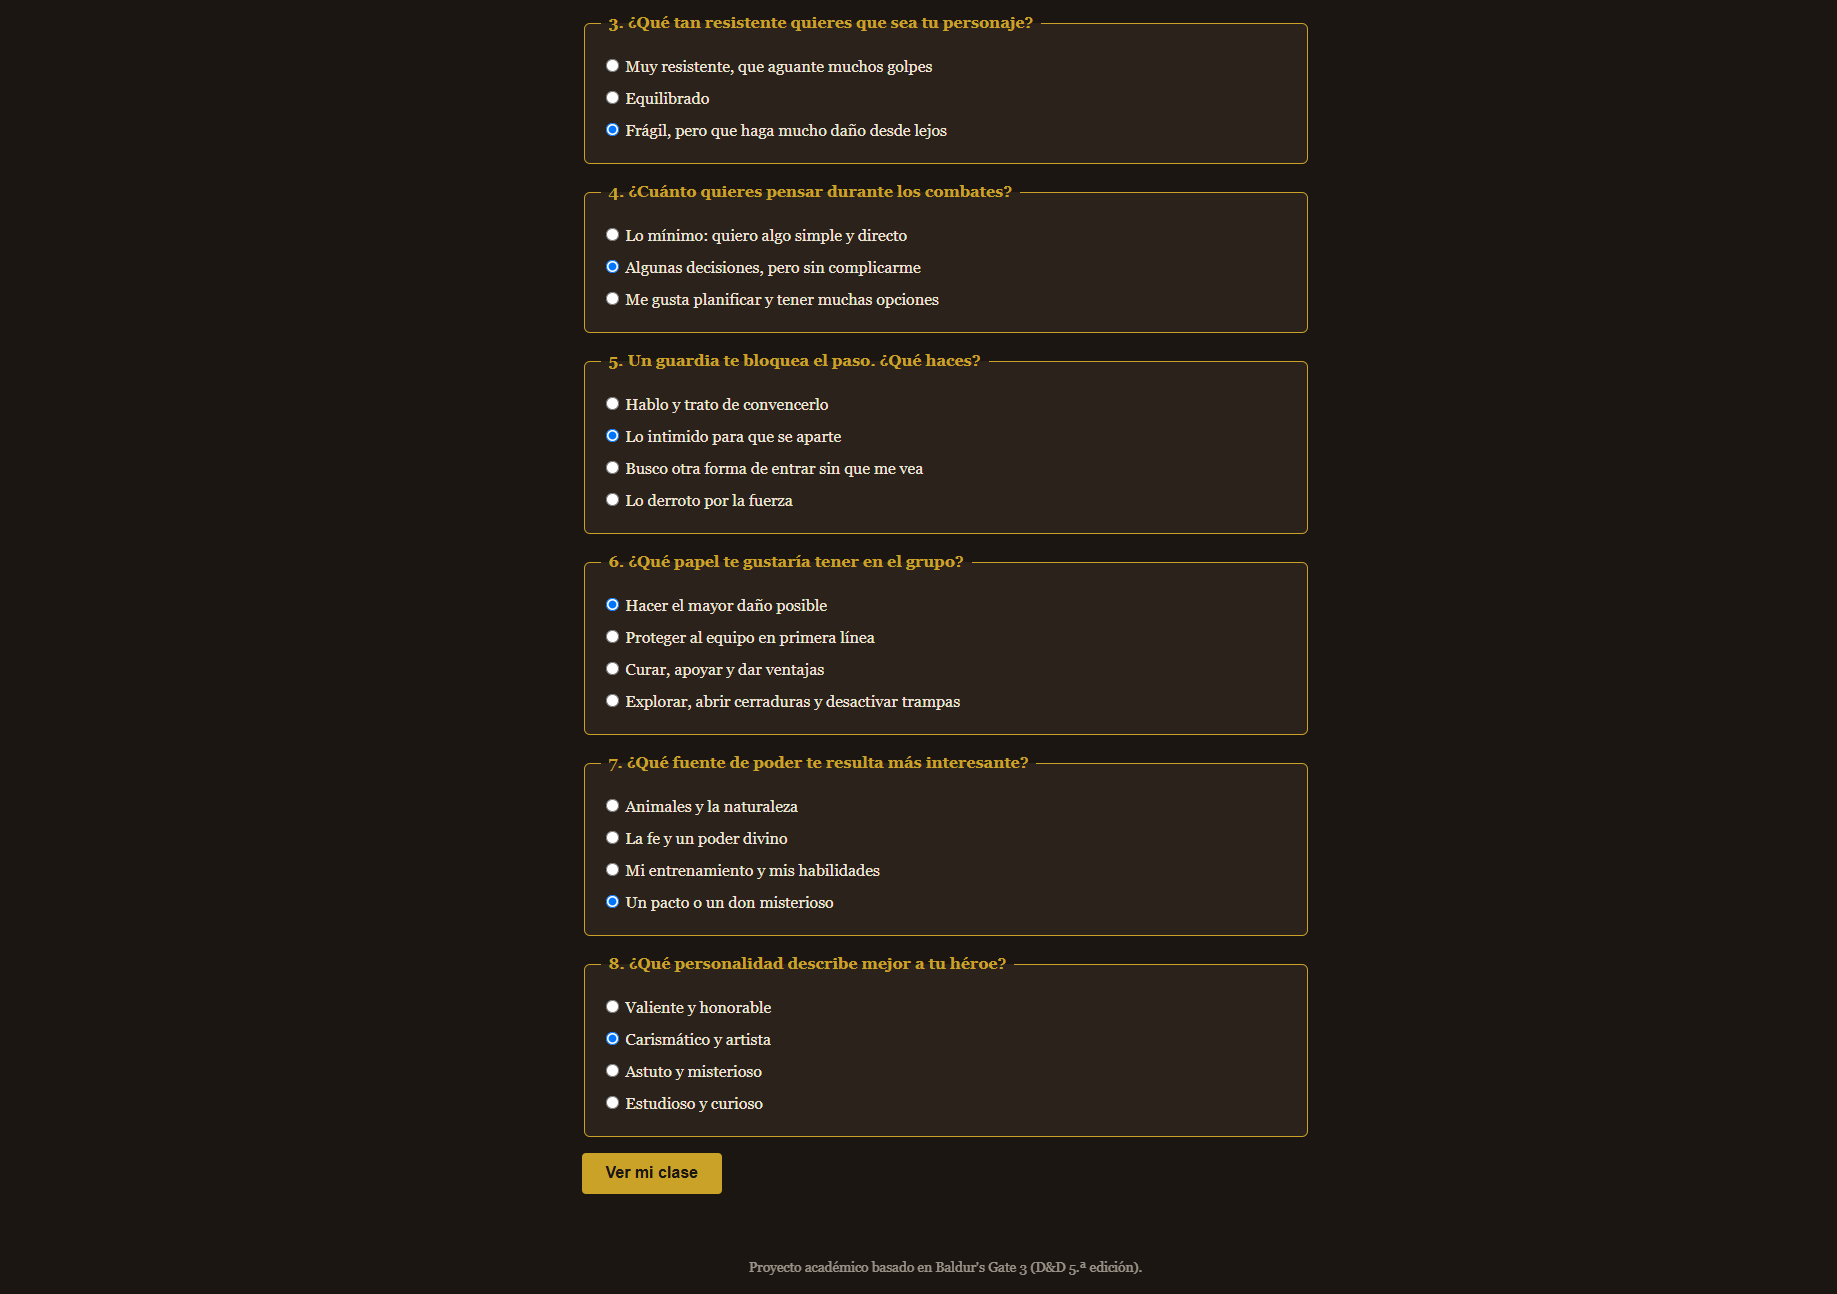 3. ¿Qué tan resistente quieres que sea tu personaje?
Muy resistente, que aguante muchos golpes
Equilibrado
Frágil, pero que haga mucho daño desde lejos
4. ¿Cuánto quieres pensar durante los combates?
Lo mínimo: quiero algo simple y directo
Algunas decisiones, pero sin complicarme
Me gusta planificar y tener muchas opciones
5. Un guardia te bloquea el paso. ¿Qué haces?
Hablo y trato de convencerlo
Lo intimido para que se aparte
Busco otra forma de entrar sin que me vea
Lo derroto por la fuerza
6. ¿Qué papel te gustaría tener en el grupo?
Hacer el mayor daño posible
Proteger al equipo en primera línea
Curar, apoyar y dar ventajas
Explorar, abrir cerraduras y desactivar trampas
7. ¿Qué fuente de poder te resulta más interesante?
Animales y la naturaleza
La fe y un poder divino
Mi entrenamiento y mis habilidades
Un pacto o un don misterioso
8. ¿Qué personalidad describe mejor a tu héroe?
Valiente y honorable
Carismático y artista
Astuto y misterioso
Estudioso y curioso
Ver mi clase
Proyecto académico basado en Baldur's Gate 3 (D&D 5.ª edición).